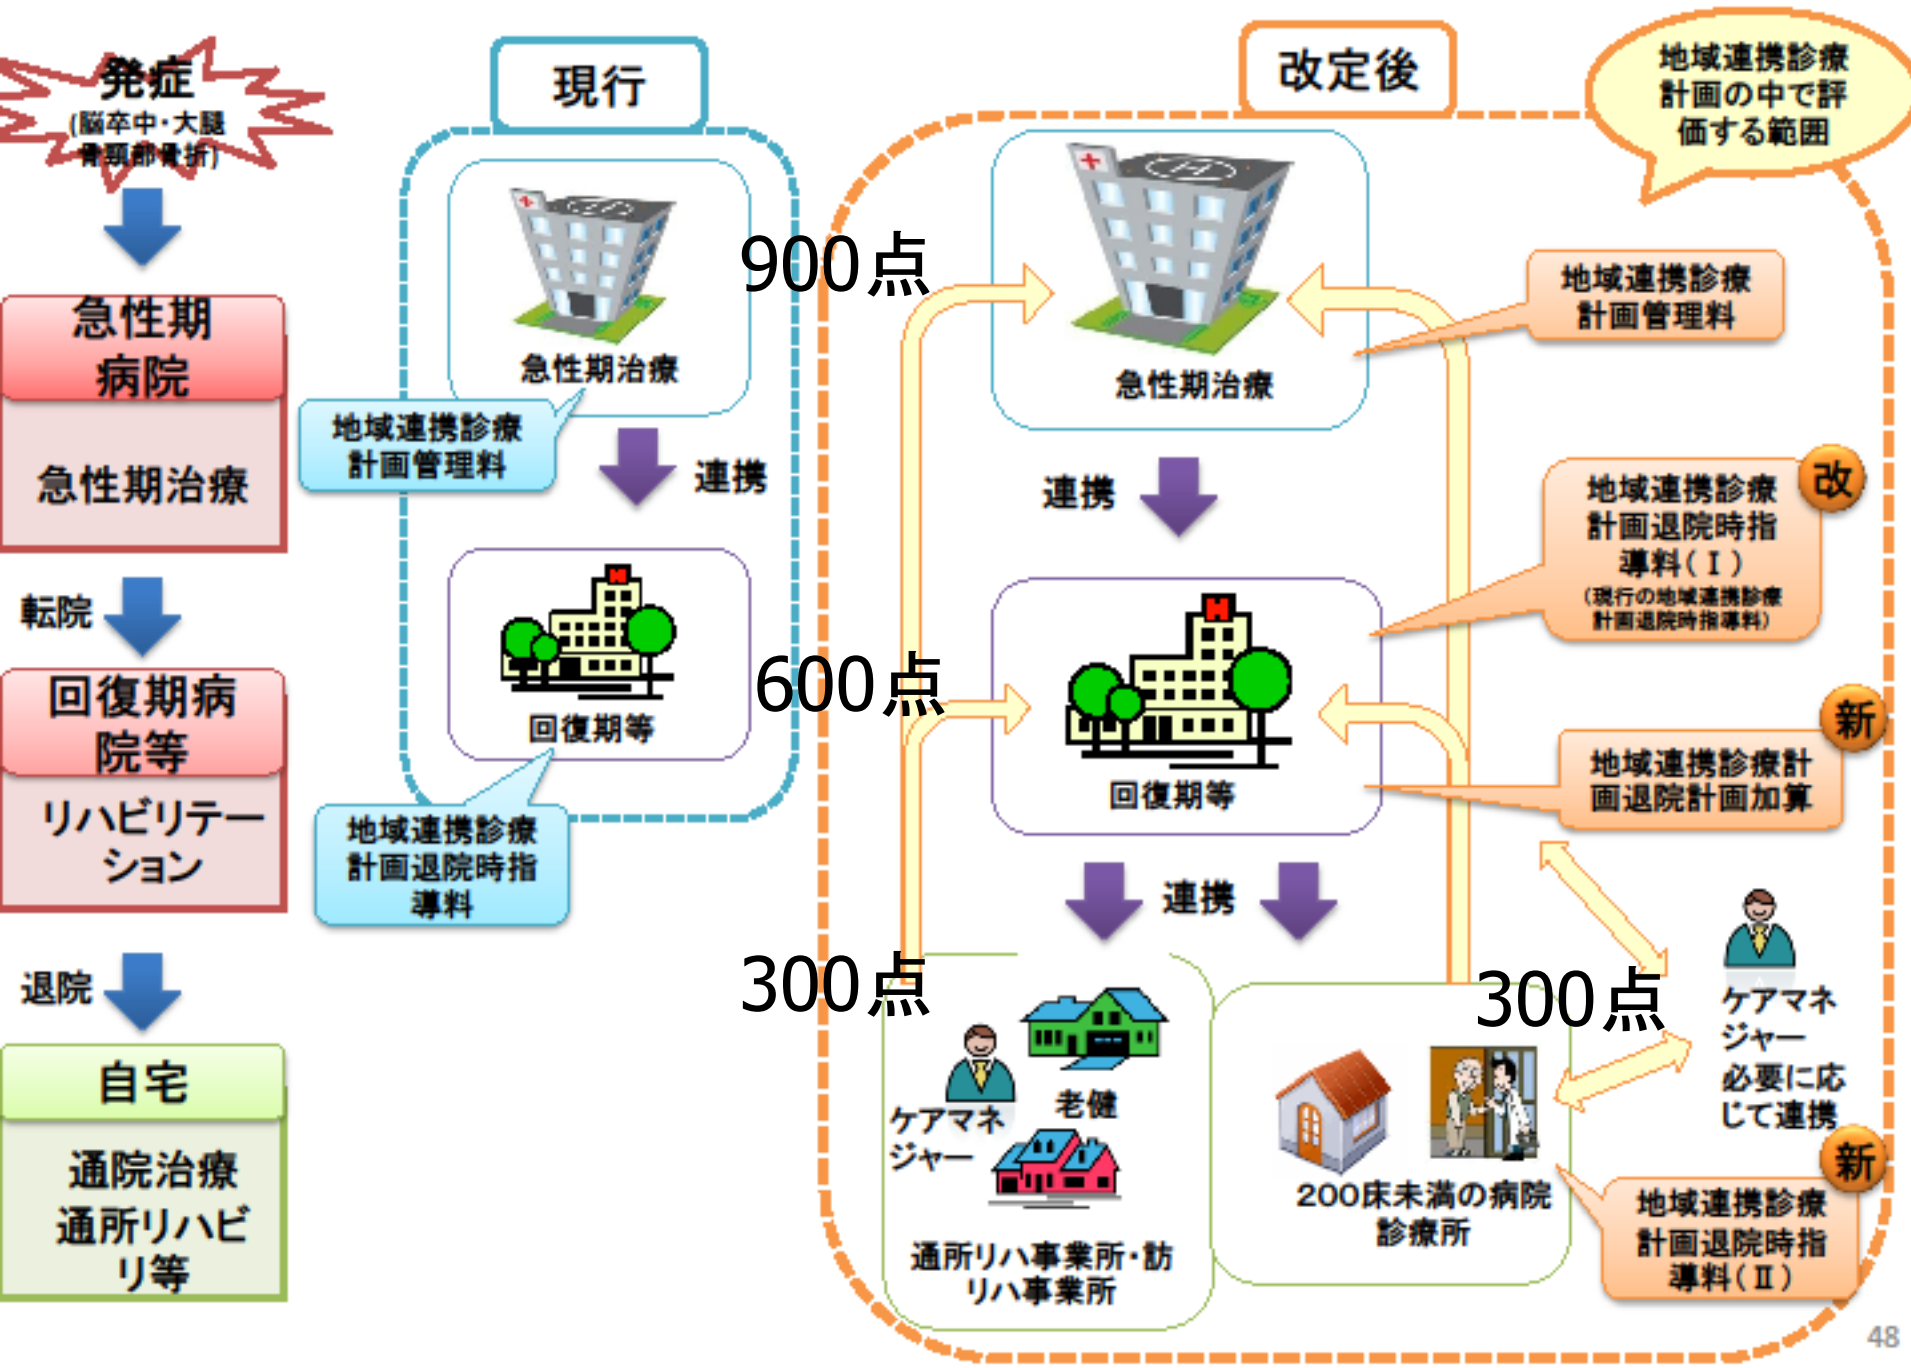 発症
(脳卒中・大腿
骨頸部骨折)
急性期
病院
急性期治療
転院
回復期病
院等
リハビリテー
ション
退院
自宅
通院治療
通所リハビ
リ等
現行
急性期治療
地域連携診療
計画管理料
連携
回復期等
地域連携診療
計画退院時指
導料
改定後
地域連携診療
計画の中で評
価する範囲
900点
急性期治療
地域連携診療
計画管理料
連携
地域連携診療
計画退院時指
導料(Ⅰ)
(現行の地域連携診療
計画退院時指導料)
改
600点
回復期等
新
地域連携診療計
画退院計画加算
連携
300点
300点
ケアマネ
ジャー
老健
通所リハ事業所・訪
リハ事業所
200床未満の病院
診療所
ケアマネ
ジャー
必要に応
じて連携
新
地域連携診療
計画退院時指
導料(Ⅱ)
48